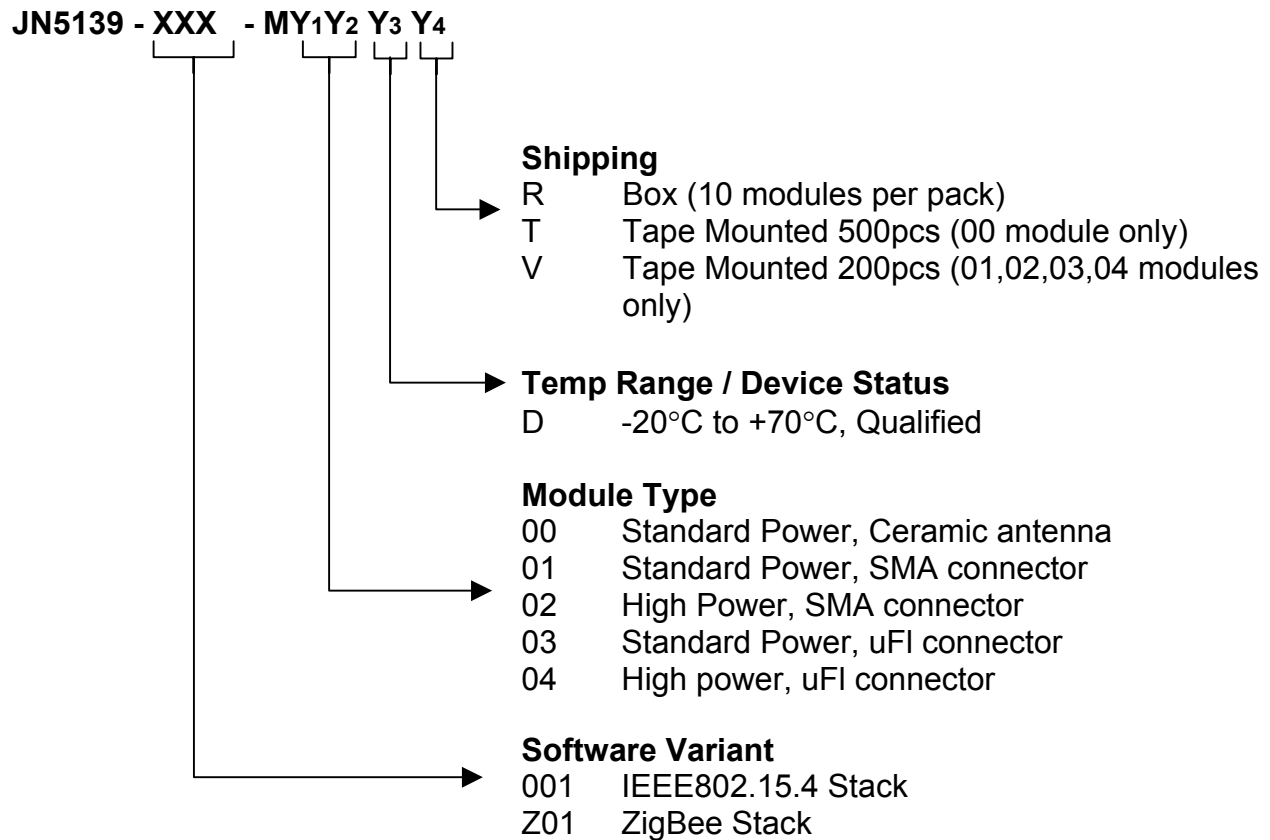 JN5139 - XXX - MY1Y2 Y3 Y4
Shipping
R Box (10 modules per pack)
T Tape Mounted 500pcs (00 module only)
V Tape Mounted 200pcs (01,02,03,04 modules
only)
Temp Range / Device Status
D -20°C to +70°C, Qualified
Module Type
00 Standard Power, Ceramic antenna
01 Standard Power, SMA connector
02 High Power, SMA connector
03 Standard Power, uFl connector
04 High power, uFl connector
Software Variant
001 IEEE802.15.4 Stack
Z01 ZigBee Stack